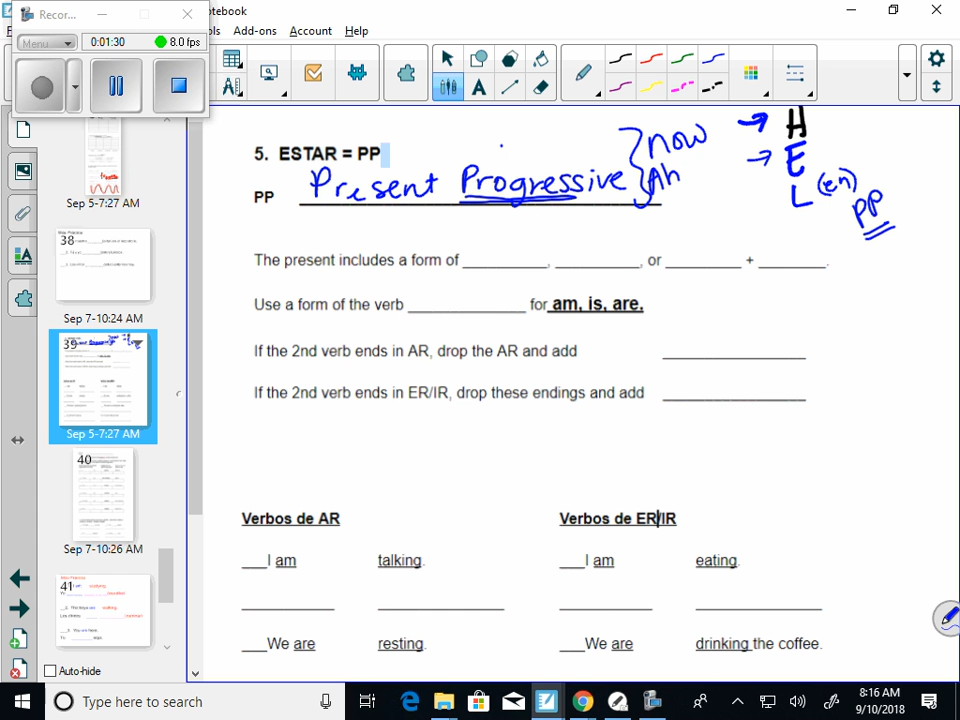 Recor...
otebook
ols Add-ons Account Help
Menu 0:01:30 8.0 fps
Sep 5-7:27 AM
38
Sep 7-10:24 AM
39
Sep 5-7:27 AM
40
Sep 7-10:26 AM
41
Auto-hide
5. ESTAR = PP
PP Present Progressive
now
Ah
H
E
L (en)
PP
The present includes a form of __________, __________, or _________ + ________.
Use a form of the verb ______________ for am, is, are.
If the 2nd verb ends in AR, drop the AR and add _________________
If the 2nd verb ends in ER/IR, drop these endings and add _________________
Verbos de AR Verbos de ER/IR
___I am talking. ___I am eating.
___We are resting. ___We are drinking the coffee.
Type here to search
8:16 AM
9/10/2018